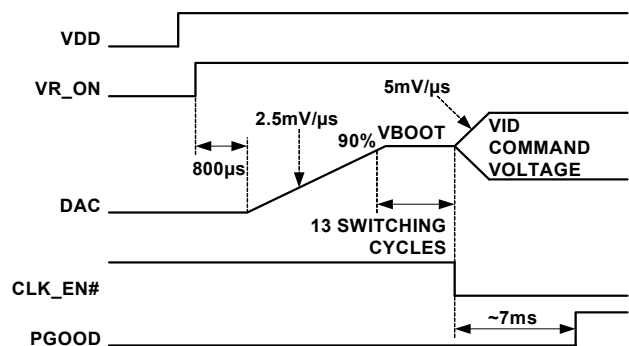 VDD
VR_ON
5mV/µs
2.5mV/µs
90%
VBOOT
VID
COMMAND
VOLTAGE
800µs
DAC
13 SWITCHING
CYCLES
CLK_EN#
~7ms
PGOOD